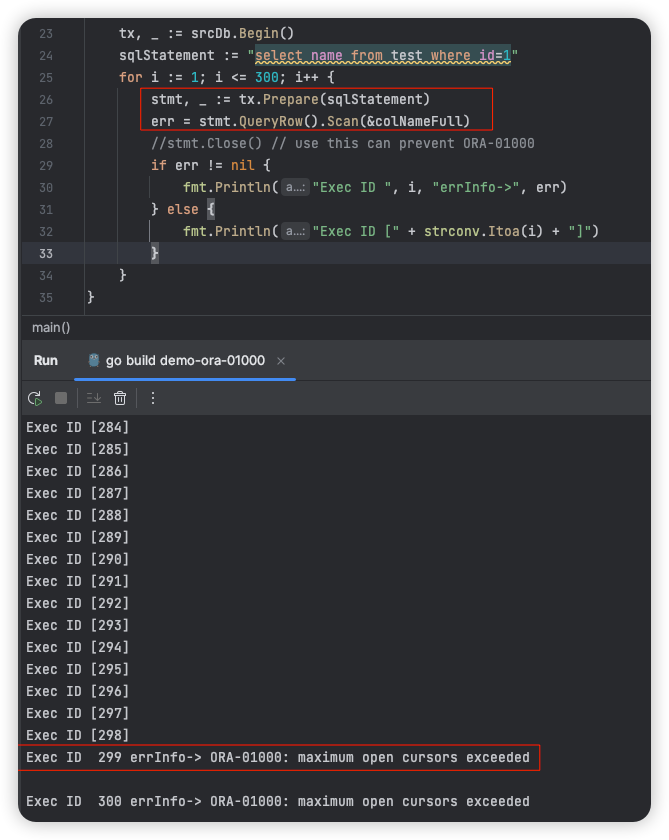 23 tx, _ := srcDb.Begin()
24 sqlStatement := "select name from test where id=1"
25 for i := 1; i <= 300; i++ {
26 stmt, _ := tx.Prepare(sqlStatement)
27 err = stmt.QueryRow().Scan(&colNameFull)
28 //stmt.Close() // use this can prevent ORA-01000
29 if err != nil {
30 fmt.Println( a...: "Exec ID ", i, "errInfo->", err)
31 } else {
32 fmt.Println( a...: "Exec ID [" + strconv.Itoa(i) + "]")
33 }
34 }
35 }
main()
Run go build demo-ora-01000 ×
Exec ID [284]
Exec ID [285]
Exec ID [286]
Exec ID [287]
Exec ID [288]
Exec ID [289]
Exec ID [290]
Exec ID [291]
Exec ID [292]
Exec ID [293]
Exec ID [294]
Exec ID [295]
Exec ID [296]
Exec ID [297]
Exec ID [298]
Exec ID  299 errInfo-> ORA-01000: maximum open cursors exceeded
Exec ID  300 errInfo-> ORA-01000: maximum open cursors exceeded